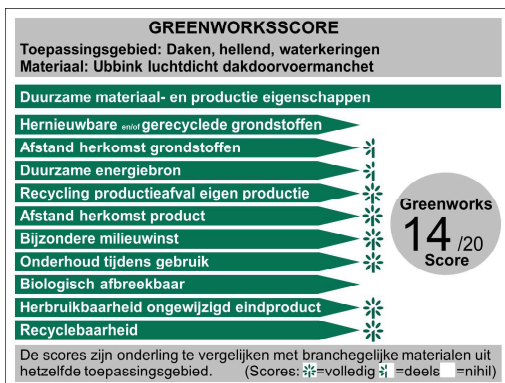 GREENWORKSSCORE
Toepassingsgebied: Daken, hellend, waterkeringen
Materiaal: Ubbink luchtdicht dakdoorvoermanchet
Duurzame materiaal- en productie eigenschappen
Hernieuwbare en/of gerecyclede grondstoffen
Afstand herkomst grondstoffen
Duurzame energiebron
Recycling productieafval eigen productie
Afstand herkomst product
Bijzondere milieuwinst
Onderhoud tijdens gebruik
Biologisch afbreekbaar
Herbruikbaarheid ongewijzigd eindproduct
Recyclebaarheid
Greenworks
14 /20
Score
De scores zijn onderling te vergelijken met branchegelijke materialen uit
hetzelfde toepassingsgebied. (Scores: =volledig =deels =nihil)